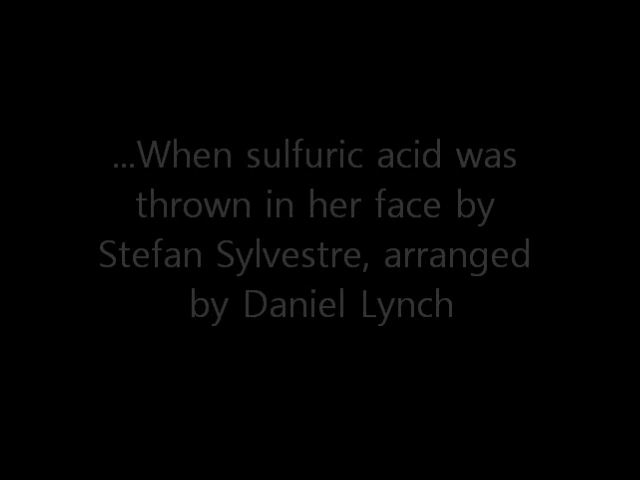 ...When sulfuric acid was
thrown in her face by
Stefan Sylvestre, arranged
by Daniel Lynch